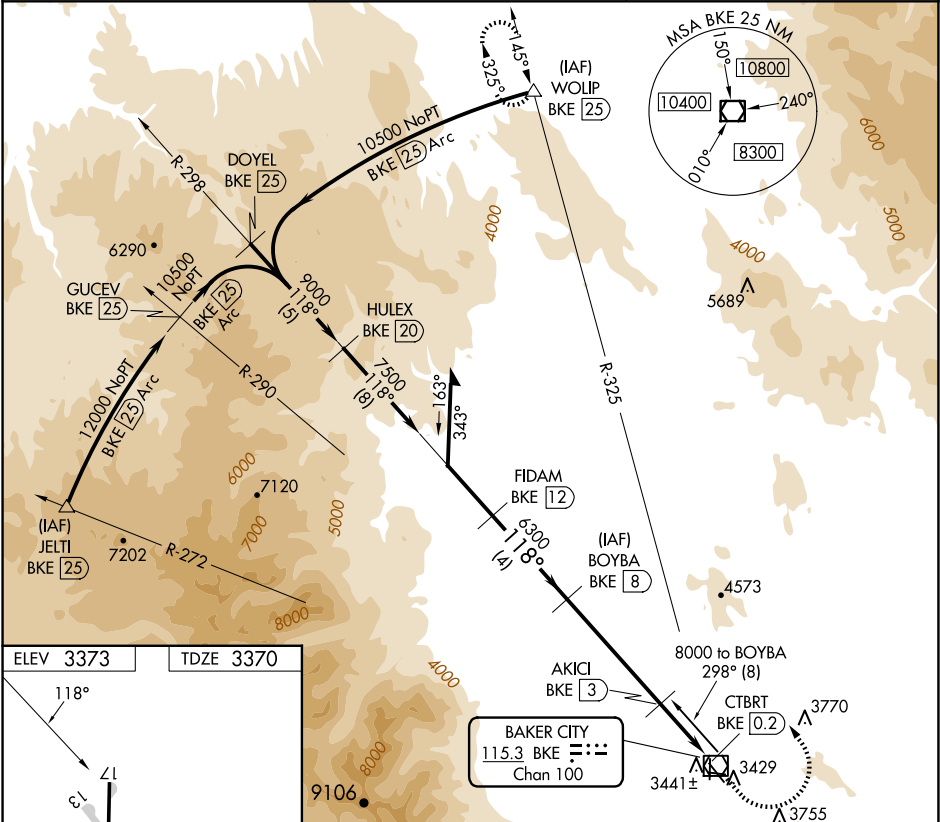 MSA BKE 25 NM
150°
10800
10400
240°
8300
010°
6000
5000
145°
325°
(IAF)
WOLIP
BKE 25
10500 NoPT
BKE 25 Arc
R-298
DOYEL
BKE 25
4000
4000
5689
6290
10500
NoPT
BKE 25
Arc
GUCEV
BKE 25
9000
118°
(5)
HULEX
BKE 20
R-290
7500
118°
(8)
R-325
163°
343°
12000 NoPT
BKE 25 Arc
6000
7120
7000
5000
FIDAM
BKE 12
(IAF)
JELTI
BKE 25
7202
R-272
6300
118°
(4)
(IAF)
BOYBA
BKE 8
4573
8000
ELEV 3373
TDZE 3370
4000
8000 to BOYBA
298° (8)
AKICI
BKE 3
CTBRT
BKE 0.2
3770
118°
BAKER CITY
115.3 BKE
Chan 100
3441±
3429
3755
8000
9106
17
13